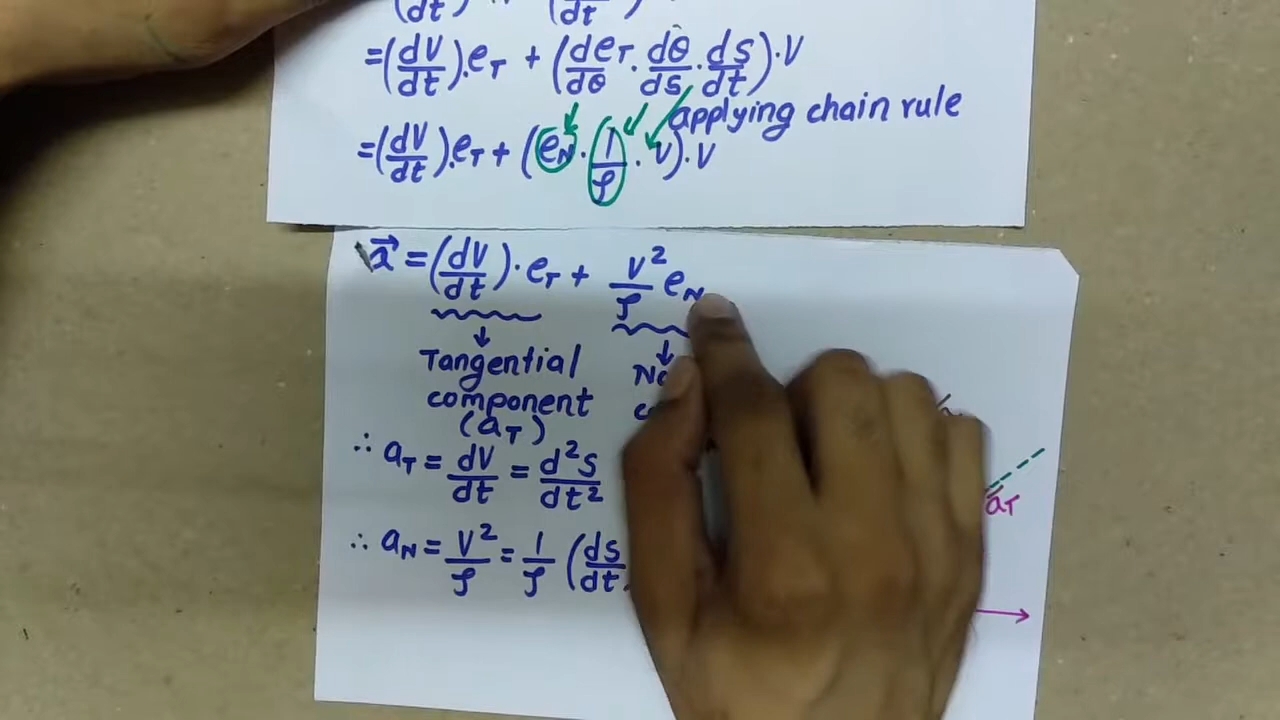 =(dV/dt).eT + (deT/dθ · dθ/ds · ds/dt)·V
applying chain rule
=(dV/dt).eT + (eN · 1/ρ · V)·V
a⃗ = (dV/dt)·eT + V²/ρ eN
Tangential
component
(aT)
∴ aT = dV/dt = d²s/dt²
∴ aN = V²/ρ = 1/ρ (ds/dt
aT